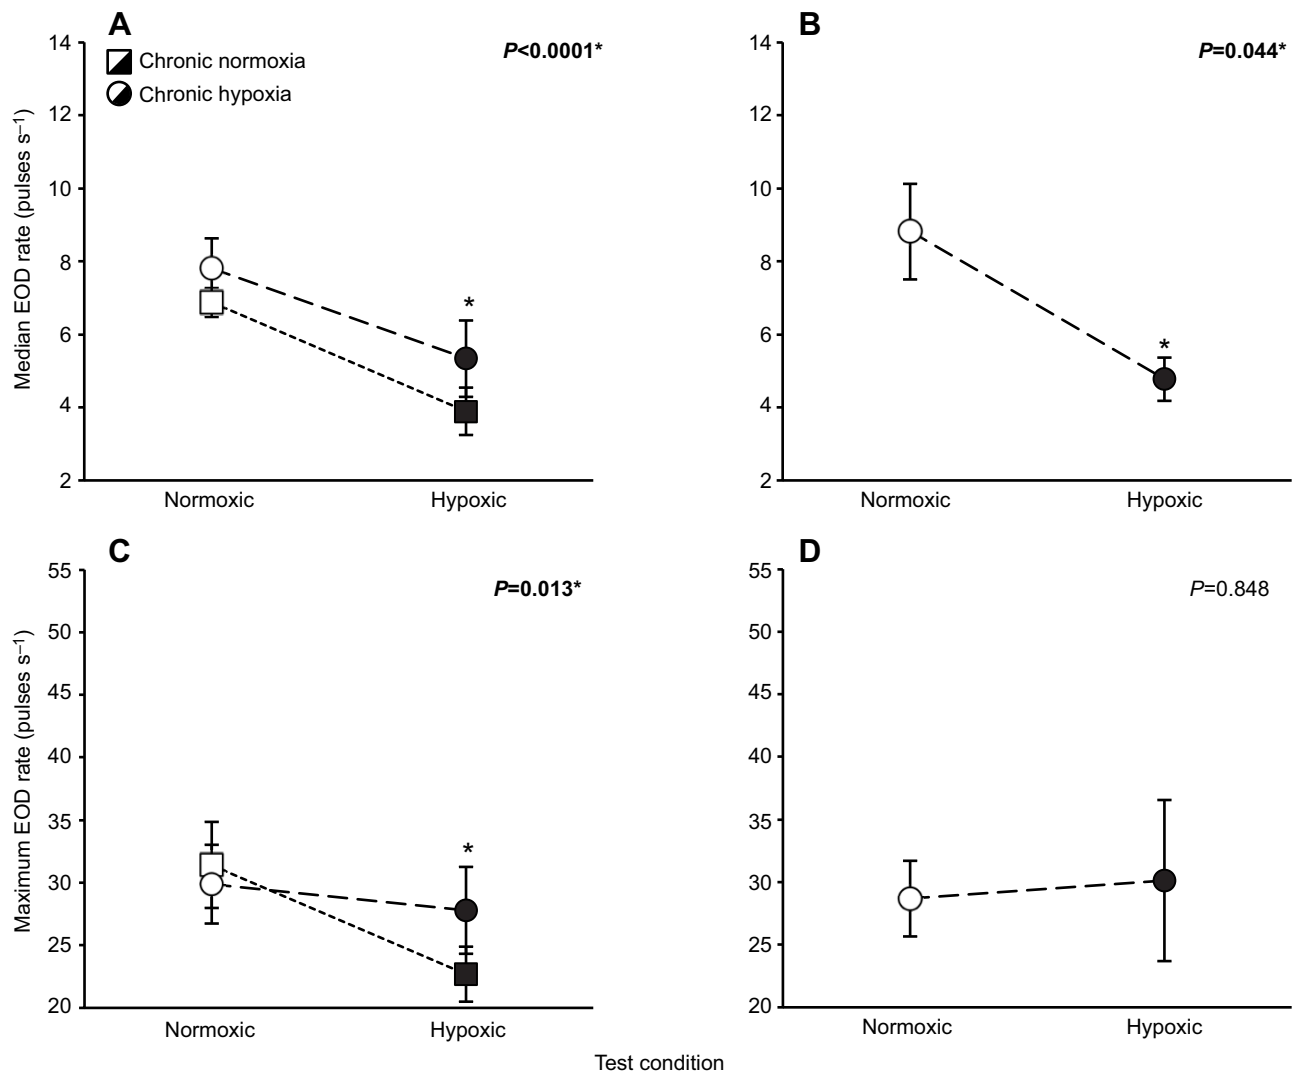 A
B
14
P<0.0001*
14
P=0.044*
Chronic normoxia
Chronic hypoxia
12
12
10
10
8
8
6
6
4
4
2
2
*
*
Median EOD rate (pulses s–1)
Normoxic
Hypoxic
Normoxic
Hypoxic
C
D
55
P=0.013*
55
P=0.848
50
50
45
45
40
40
35
35
30
30
25
25
20
20
*
Maximum EOD rate (pulses s–1)
Normoxic
Hypoxic
Normoxic
Hypoxic
Test condition